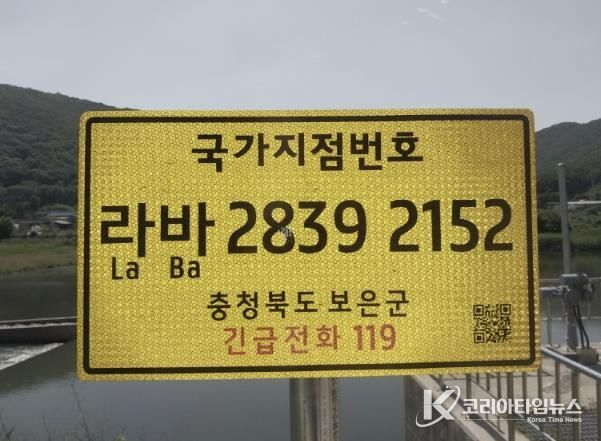 국가지점번호
라바 2839 2152
La Ba
충청북도 보은군
긴급전화 119
K 코리아타임뉴스
Korea Time News